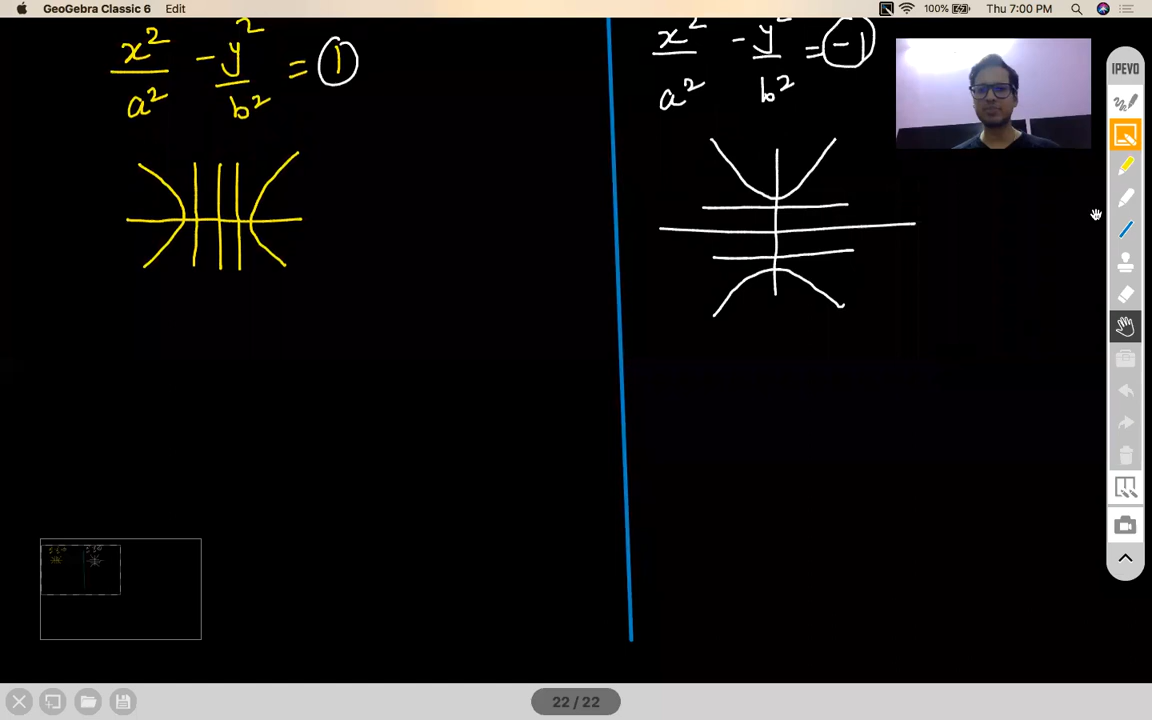 GeoGebra Classic 6 Edit 100% Thu 7:00 PM
x² / a² - y² / b² = 1
x² / a² - y² / b² = -1
IPEVO
22 / 22